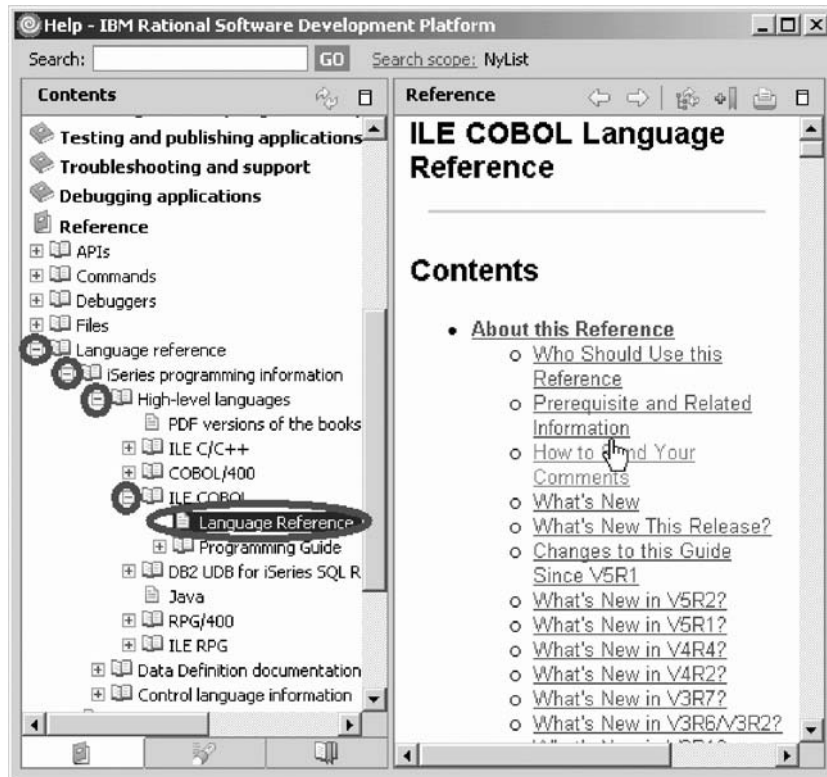 Help - IBM Rational Software Development Platform
Search: GO Search scope: NyList
Contents
Testing and publishing applications
Troubleshooting and support
Debugging applications
Reference
APIs
Commands
Debuggers
Files
Language reference
iSeries programming information
High-level languages
PDF versions of the books
ILE C/C++
COBOL/400
ILE COBOL
Language Reference
Programming Guide
DB2 UDB for iSeries SQL R
Java
RPG/400
ILE RPG
Data Definition documentation
Control language information
Reference
ILE COBOL Language
Reference
Contents
About this Reference
Who Should Use this
Reference
Prerequisite and Related
Information
How to Send Your
Comments
What's New
What's New This Release?
Changes to this Guide
Since V5R1
What's New in V5R2?
What's New in V5R1?
What's New in V4R4?
What's New in V4R2?
What's New in V3R7?
What's New in V3R6/V3R2?